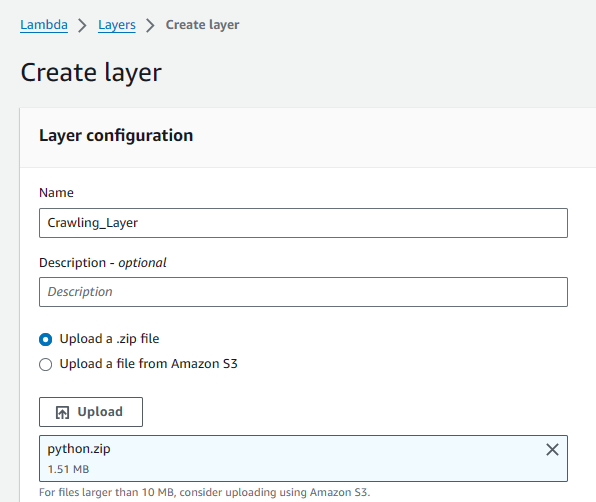 Lambda > Layers > Create layer
Create layer
Layer configuration
Name
Crawling_Layer
Description - optional
Description
Upload a .zip file
Upload a file from Amazon S3
Upload
python.zip
1.51 MB
For files larger than 10 MB, consider uploading using Amazon S3.